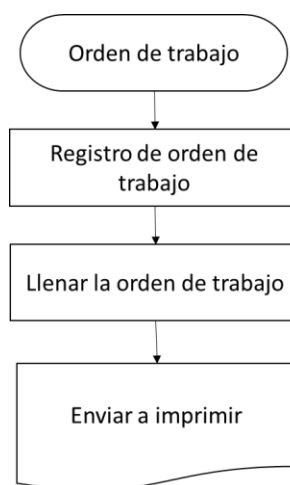 Orden de trabajo
Registro de orden de
trabajo
Llenar la orden de trabajo
Enviar a imprimir